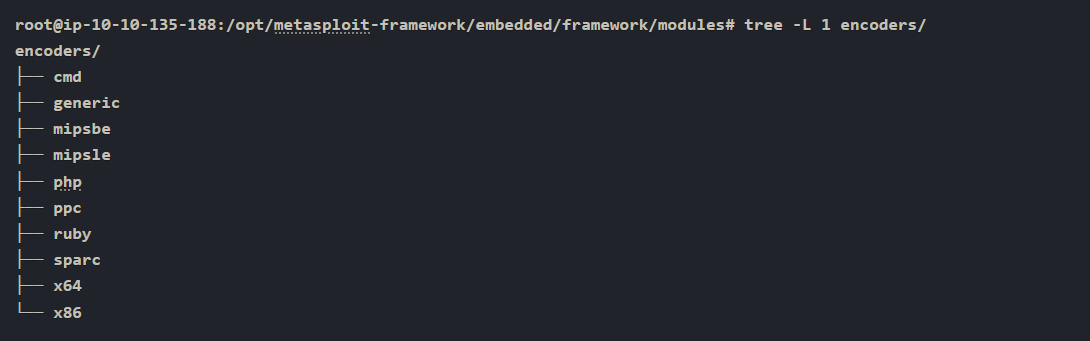 root@ip-10-10-135-188:/opt/metasploit-framework/embedded/framework/modules# tree -L 1 encoders/
encoders/
├── cmd
├── generic
├── mipsbe
├── mipsle
├── php
├── ppc
├── ruby
├── sparc
├── x64
└── x86